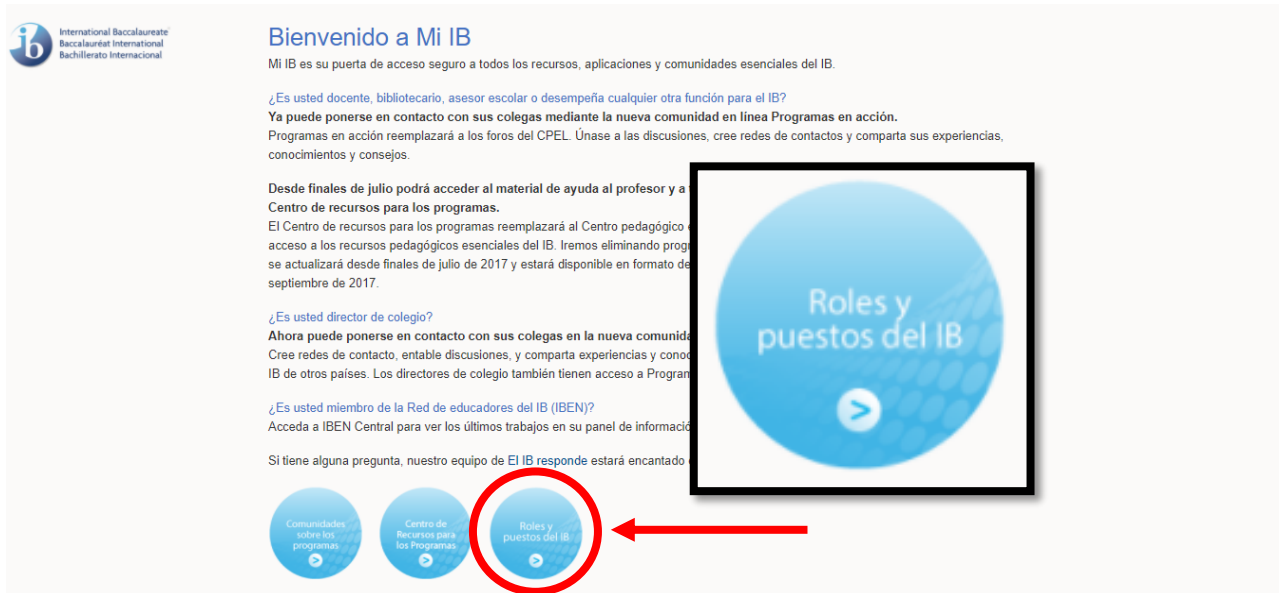 International Baccalaureate
Baccalauréat International
Bachillerato Internacional
Bienvenido a Mi IB
Mi IB es su puerta de acceso seguro a todos los recursos, aplicaciones y comunidades esenciales del IB.
¿Es usted docente, bibliotecario, asesor escolar o desempeña cualquier otra función para el IB?
Ya puede ponerse en contacto con sus colegas mediante la nueva comunidad en línea Programas en acción.
Programas en acción reemplazará a los foros del CPEL. Únase a las discusiones, cree redes de contactos y comparta sus experiencias,
conocimientos y consejos.
Desde finales de julio podrá acceder al material de ayuda al profesor y a
Centro de recursos para los programas.
El Centro de recursos para los programas reemplazará al Centro pedagógico
acceso a los recursos pedagógicos esenciales del IB. Iremos eliminando
se actualizará desde finales de julio de 2017 y estará disponible en formato de
septiembre de 2017.
¿Es usted director de colegio?
Ahora puede ponerse en contacto con sus colegas en la nueva
Cree redes de contacto, entable discusiones, y comparta experiencias y
IB de otros países. Los directores de colegio también tienen acceso a
¿Es usted miembro de la Red de educadores del IB (IBEN)?
Acceda a IBEN Central para ver los últimos trabajos en su panel de
Si tiene alguna pregunta, nuestro equipo de El IB responde estará encantado
Roles y
puestos del IB
Comunidades
sobre los
programas
Centro de
Recursos para
los Programas
Roles y
puestos del IB